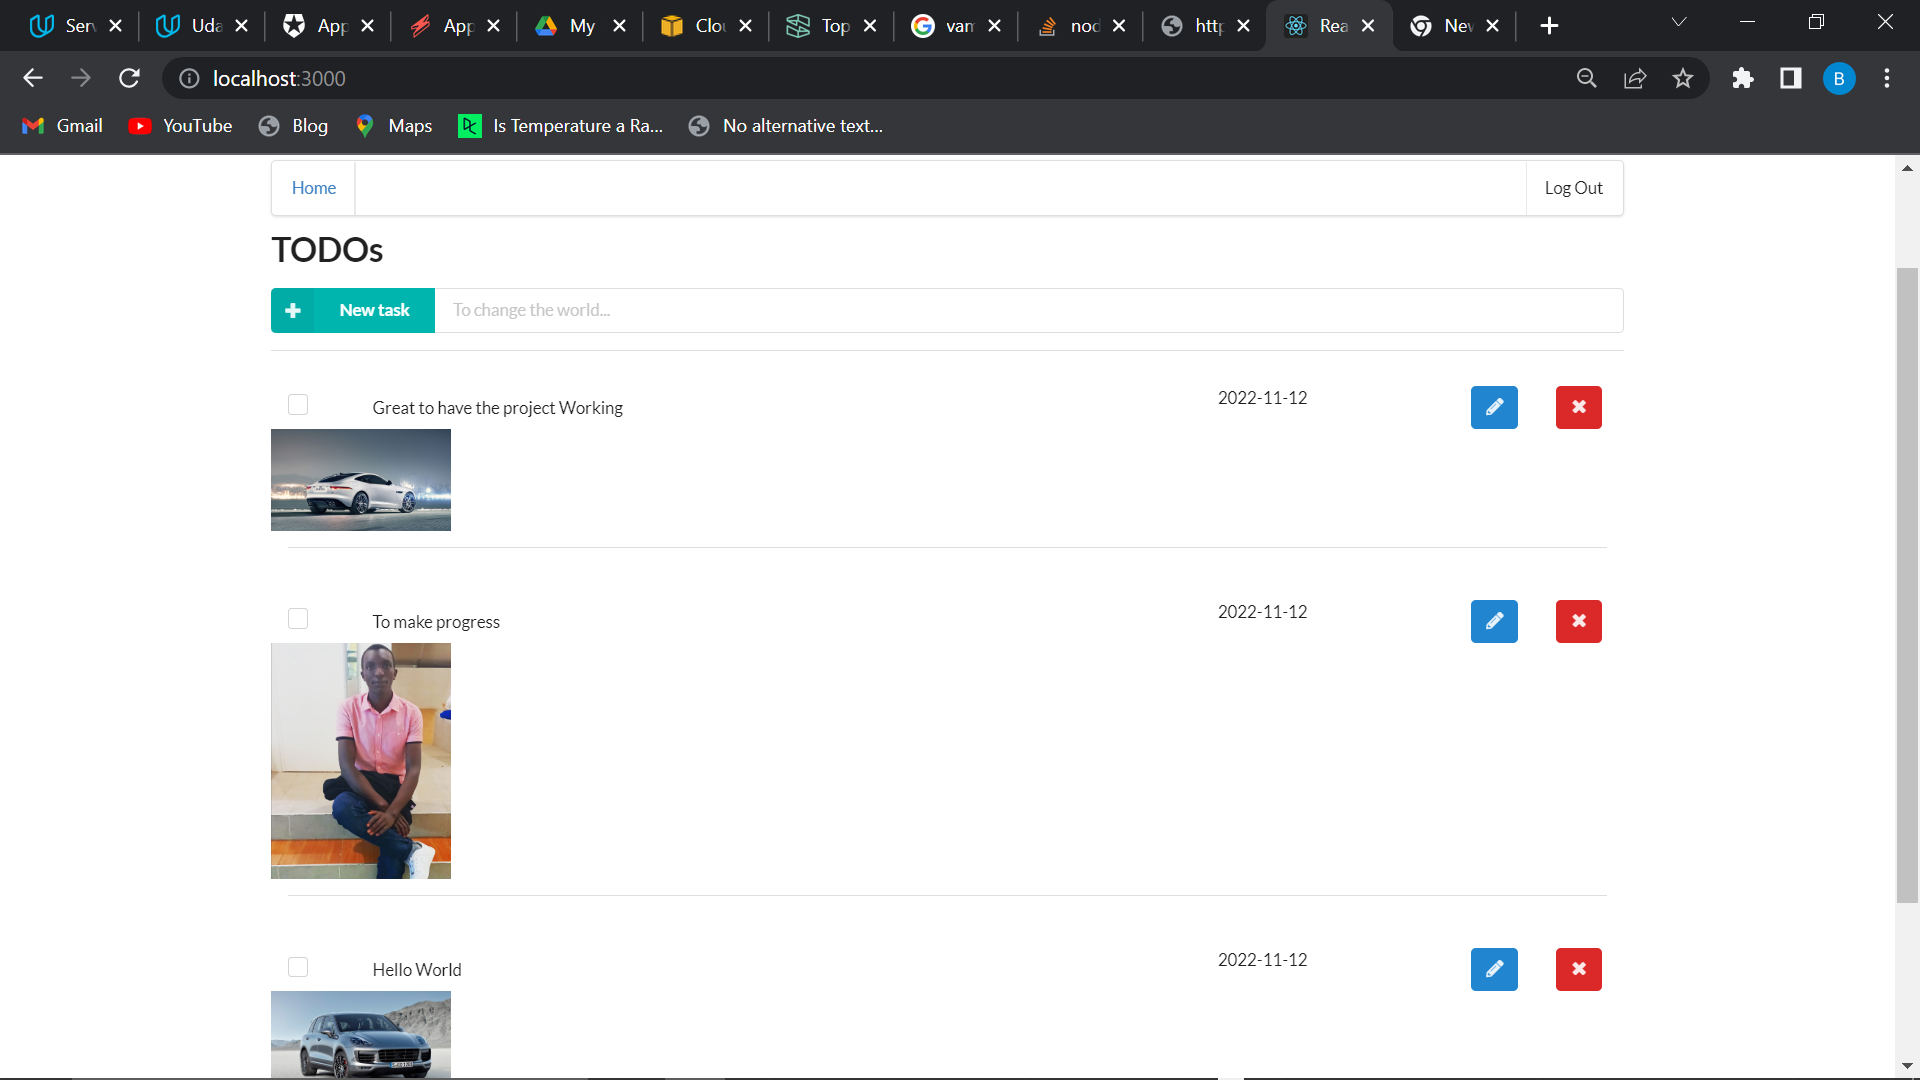 Serv Uda App App My Clou Top vam nod http Rea New
localhost:3000
B
Gmail YouTube Blog Maps Is Temperature a Ra... No alternative text...
Home Log Out
TODOs
New task To change the world...
Great to have the project Working 2022-11-12
To make progress 2022-11-12
Hello World 2022-11-12